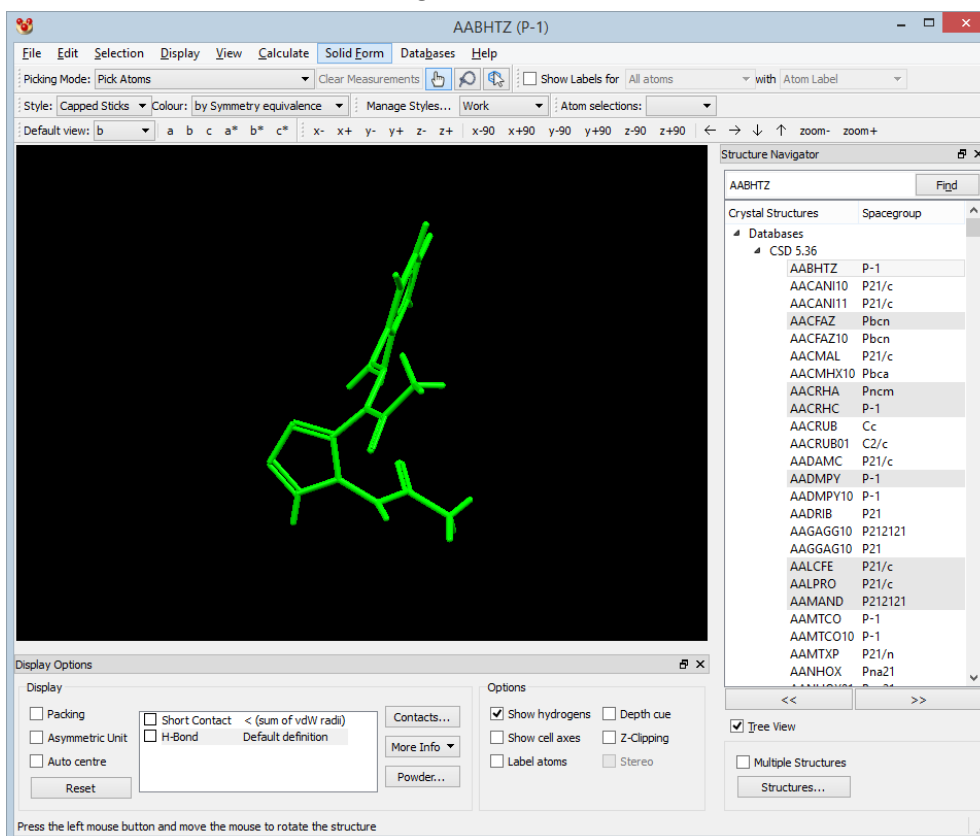 AABHTZ (P-1)
File Edit Selection Display View Calculate Solid Form Databases Help
Picking Mode: Pick Atoms Clear Measurements Show Labels for All atoms with Atom Label
Style: Capped Sticks Colour: by Symmetry equivalence Manage Styles... Work Atom selections:
Default view: b a b c a* b* c* x- x+ y- y+ z- z+ x-90 x+90 y-90 y+90 z-90 z+90 ← → ↓ ↑ zoom- zoom+
Structure Navigator
AABHTZ Find
Crystal Structures Spacegroup
Databases
CSD 5.36
AABHTZ P-1
AACANI10 P21/c
AACANI11 P21/c
AACFAZ Pbcn
AACFAZ10 Pbcn
AACMAL P21/c
AACMHX10 Pbca
AACRHA Pncm
AACRHC P-1
AACRUB Cc
AACRUB01 C2/c
AADAMC P21/c
AADMPY P-1
AADMPY10 P-1
AADRIB P21
AAGAGG10 P212121
AAGGAG10 P21
AALCFE P21/c
AALPRO P21/c
AAMAND P212121
AAMTCO P-1
AAMTCO10 P-1
AAMTXP P21/n
AANHOX Pna21
<< >>
Tree View
Multiple Structures
Structures...
Display Options
Display
Packing
Asymmetric Unit
Auto centre
Reset
Short Contact < (sum of vdW radii)
H-Bond Default definition
Contacts...
More Info
Powder...
Options
Show hydrogens Depth cue
Show cell axes Z-Clipping
Label atoms Stereo
Press the left mouse button and move the mouse to rotate the structure